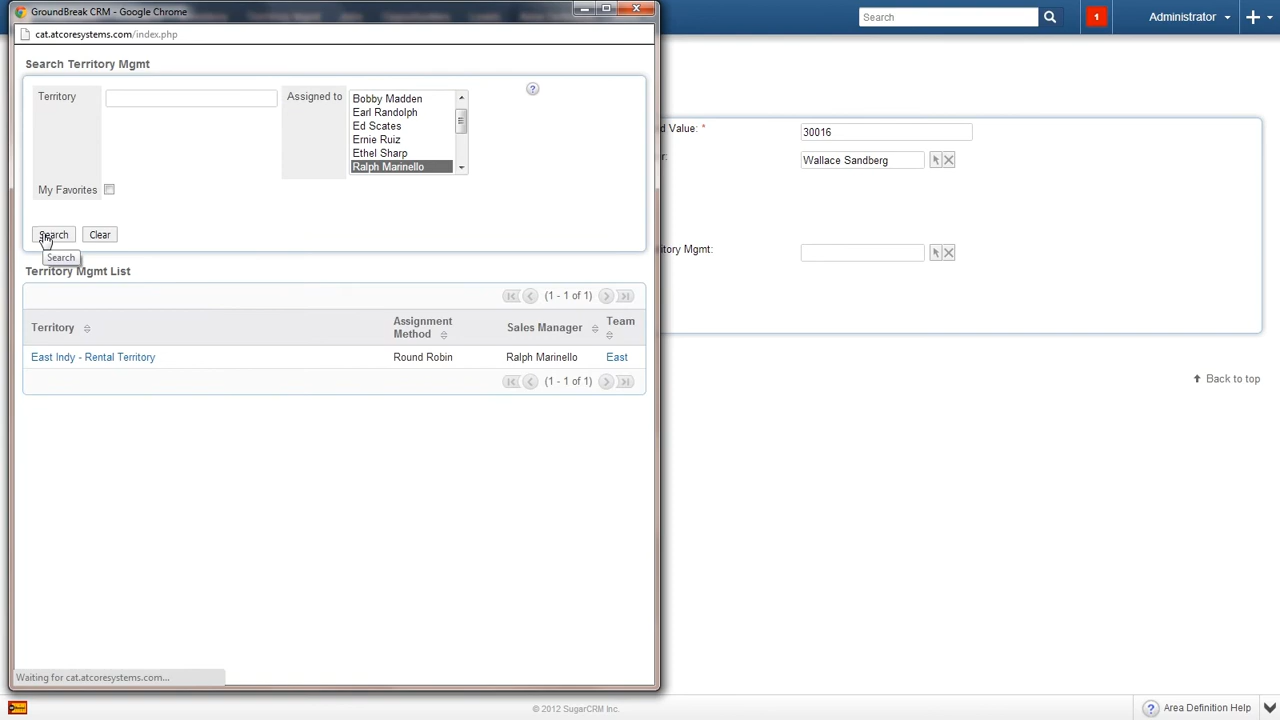 GroundBreak CRM - Google Chrome
cat.atcoresystems.com/index.php
Search
1
Administrator
Search Territory Mgmt
Territory
Assigned to
Bobby Madden
Earl Randolph
Ed Scates
Ernie Ruiz
Ethel Sharp
Ralph Marinello
?
My Favorites
Search
Clear
Search
d Value: *
30016
r:
Wallace Sandberg
itory Mgmt:
Territory Mgmt List
(1 - 1 of 1)
Territory
Assignment Method
Sales Manager
Team
East Indy - Rental Territory
Round Robin
Ralph Marinello
East
(1 - 1 of 1)
Back to top
Waiting for cat.atcoresystems.com...
© 2012 SugarCRM Inc.
? Area Definition Help